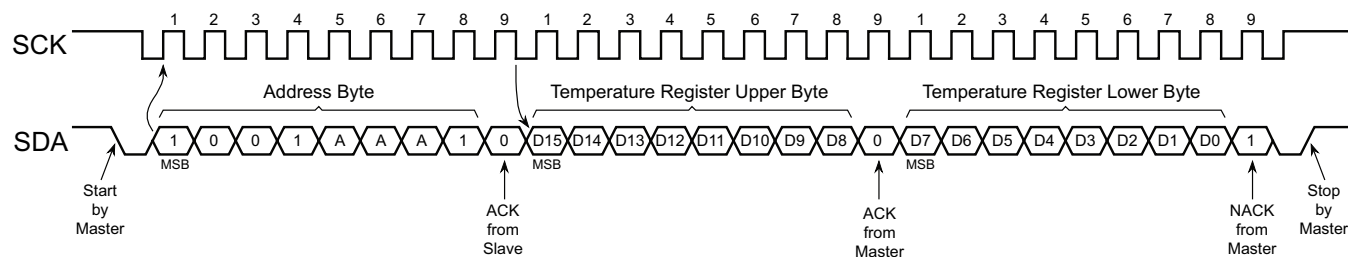 1 2 3 4 5 6 7 8 9 1 2 3 4 5 6 7 8 9 1 2 3 4 5 6 7 8 9
SCK
Address Byte Temperature Register Upper Byte Temperature Register Lower Byte
SDA 1 0 0 1 A A A 1 0 D15 D14 D13 D12 D11 D10 D9 D8 0 D7 D6 D5 D4 D3 D2 D1 D0 1
MSB MSB MSB
Start
by
Master
ACK
from
Slave
ACK
from
Master
NACK
from
Master
Stop
by
Master